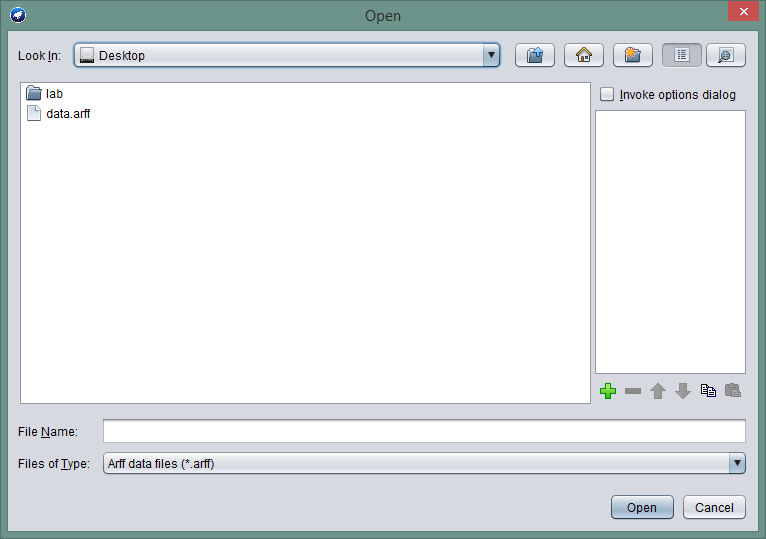 Open
Look In:
Desktop
lab
data.arff
Invoke options dialog
File Name:
Files of Type:
Arff data files (*.arff)
Open
Cancel